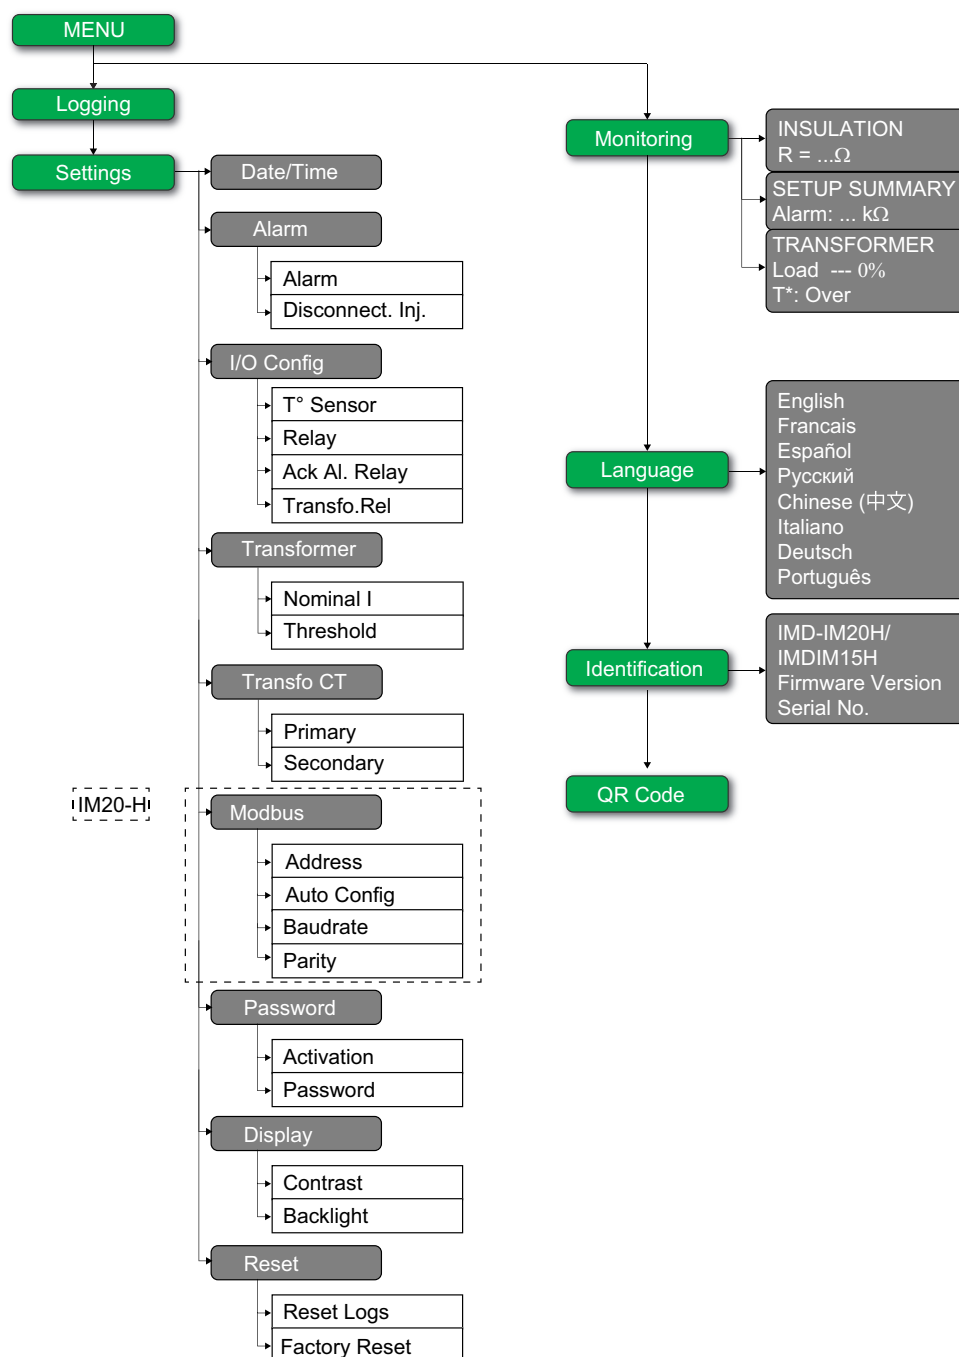 MENU
Logging
Settings
Date/Time
Alarm
Alarm
Disconnect. Inj.
I/O Config
T° Sensor
Relay
Ack Al. Relay
Transfo.Rel
Transformer
Nominal I
Threshold
Transfo CT
Primary
Secondary
IM20-H
Modbus
Address
Auto Config
Baudrate
Parity
Password
Activation
Password
Display
Contrast
Backlight
Reset
Reset Logs
Factory Reset
Monitoring
INSULATION
R = ...Ω
SETUP SUMMARY
Alarm: ... kΩ
TRANSFORMER
Load --- 0%
T*: Over
Language
English
Francais
Español
Русский
Chinese (中文)
Italiano
Deutsch
Português
Identification
IMD-IM20H/
IMDIM15H
Firmware Version
Serial No.
QR Code